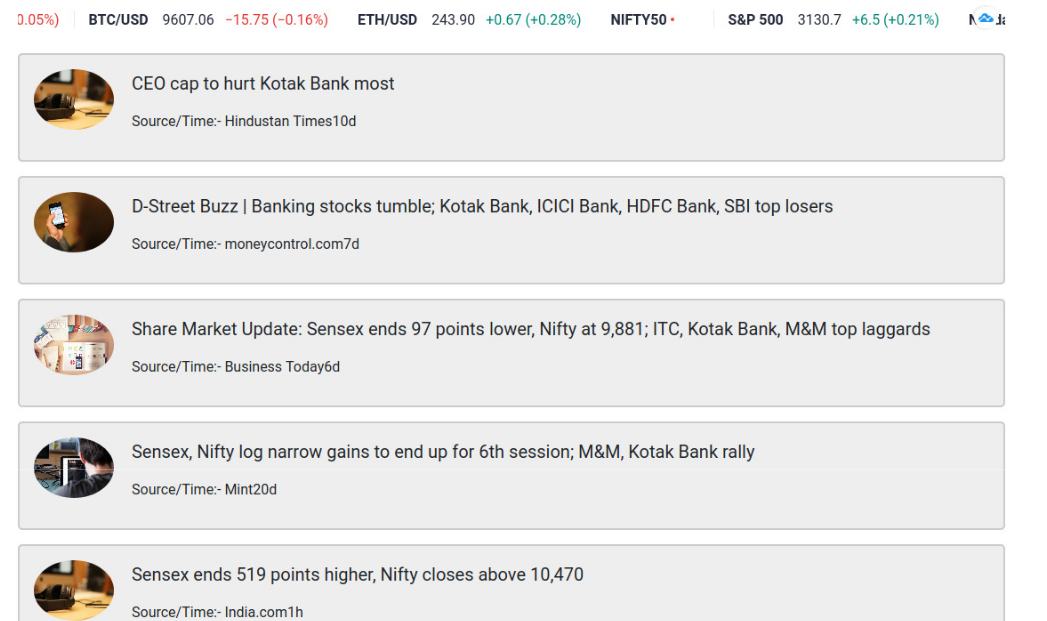 0.05%) BTC/USD 9607.06 −15.75 (−0.16%) ETH/USD 243.90 +0.67 (+0.28%) NIFTY50 S&P 500 3130.7 +6.5 (+0.21%)
CEO cap to hurt Kotak Bank most
Source/Time:- Hindustan Times10d
D-Street Buzz | Banking stocks tumble; Kotak Bank, ICICI Bank, HDFC Bank, SBI top losers
Source/Time:- moneycontrol.com7d
Share Market Update: Sensex ends 97 points lower, Nifty at 9,881; ITC, Kotak Bank, M&M top laggards
Source/Time:- Business Today6d
Sensex, Nifty log narrow gains to end up for 6th session; M&M, Kotak Bank rally
Source/Time:- Mint20d
Sensex ends 519 points higher, Nifty closes above 10,470
Source/Time:- India.com1h